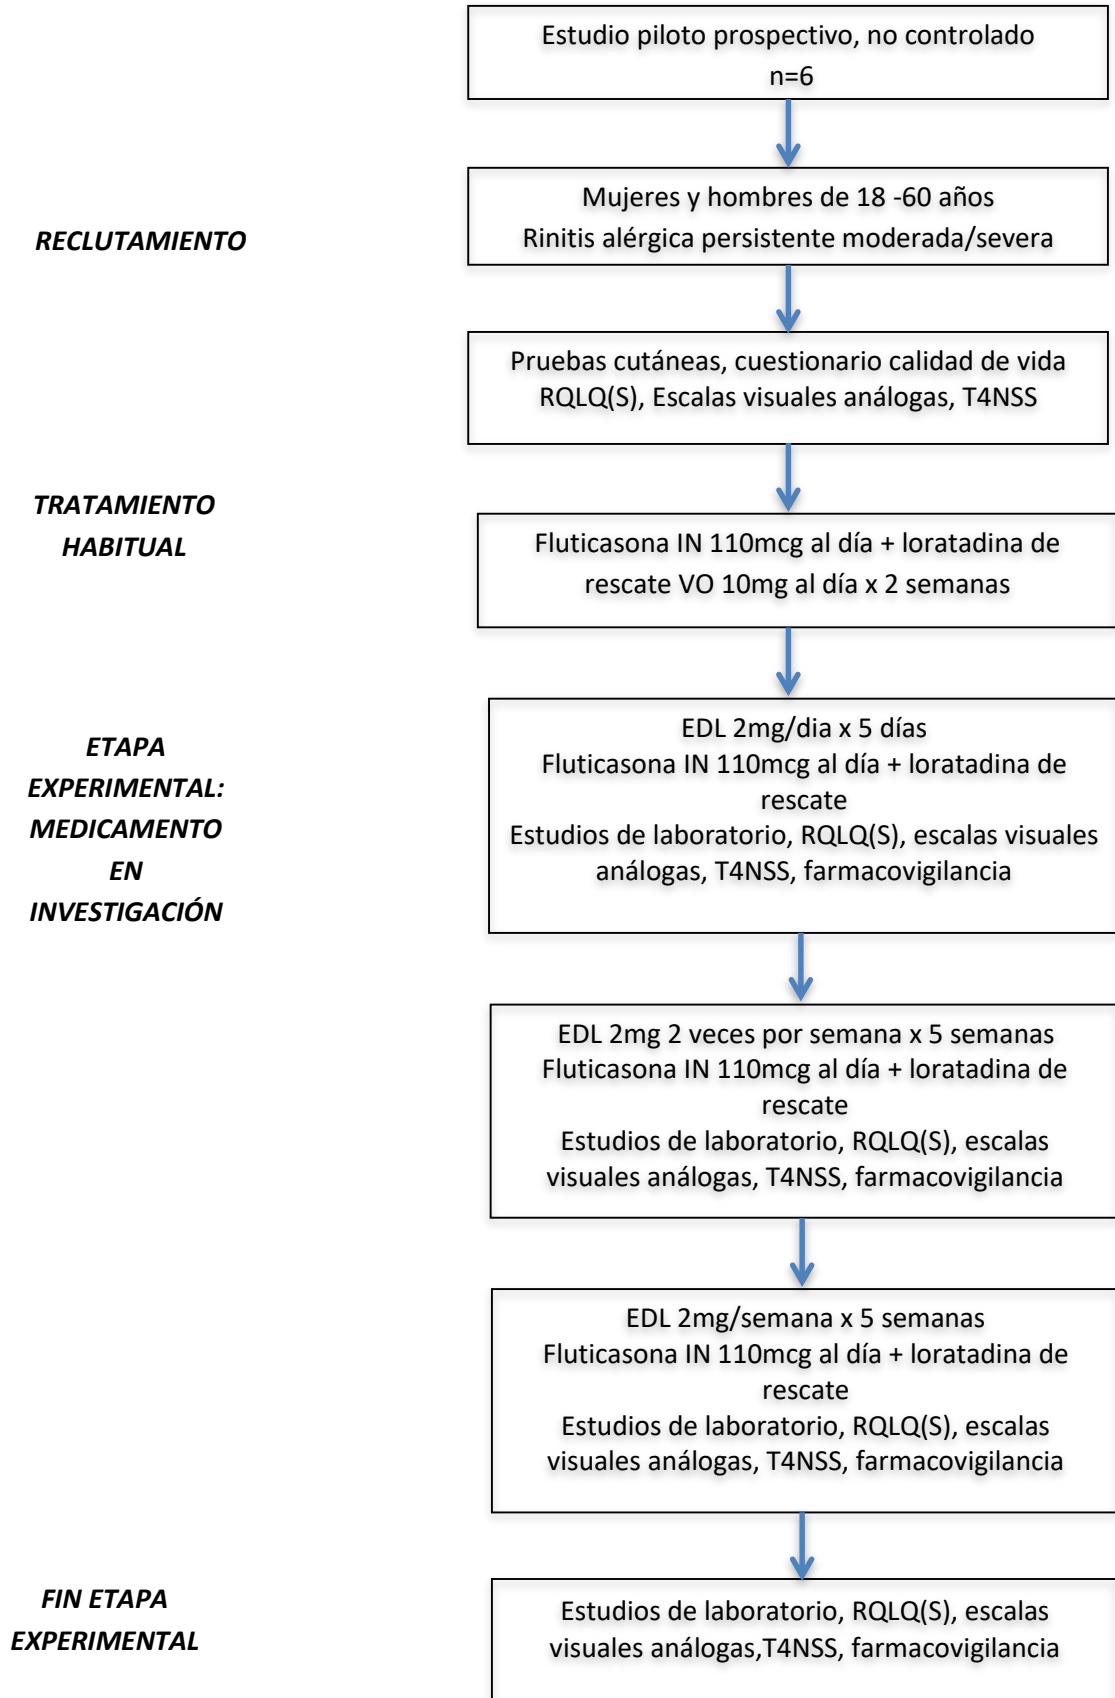 Estudio piloto prospectivo, no controlado
n=6
RECLUTAMIENTO
Mujeres y hombres de 18 -60 años
Rinitis alérgica persistente moderada/severa
Pruebas cutáneas, cuestionario calidad de vida
RQLQ(S), Escalas visuales análogas, T4NSS
TRATAMIENTO
HABITUAL
Fluticasona IN 110mcg al día + loratadina de
rescate VO 10mg al día x 2 semanas
ETAPA
EXPERIMENTAL:
MEDICAMENTO
EN
INVESTIGACIÓN
EDL 2mg/dia x 5 días
Fluticasona IN 110mcg al día + loratadina de
rescate
Estudios de laboratorio, RQLQ(S), escalas visuales
análogas, T4NSS, farmacovigilancia
EDL 2mg 2 veces por semana x 5 semanas
Fluticasona IN 110mcg al día + loratadina de
rescate
Estudios de laboratorio, RQLQ(S), escalas
visuales análogas, T4NSS, farmacovigilancia
EDL 2mg/semana x 5 semanas
Fluticasona IN 110mcg al día + loratadina de
rescate
Estudios de laboratorio, RQLQ(S), escalas
visuales análogas, T4NSS, farmacovigilancia
FIN ETAPA
EXPERIMENTAL
Estudios de laboratorio, RQLQ(S), escalas
visuales análogas,T4NSS, farmacovigilancia